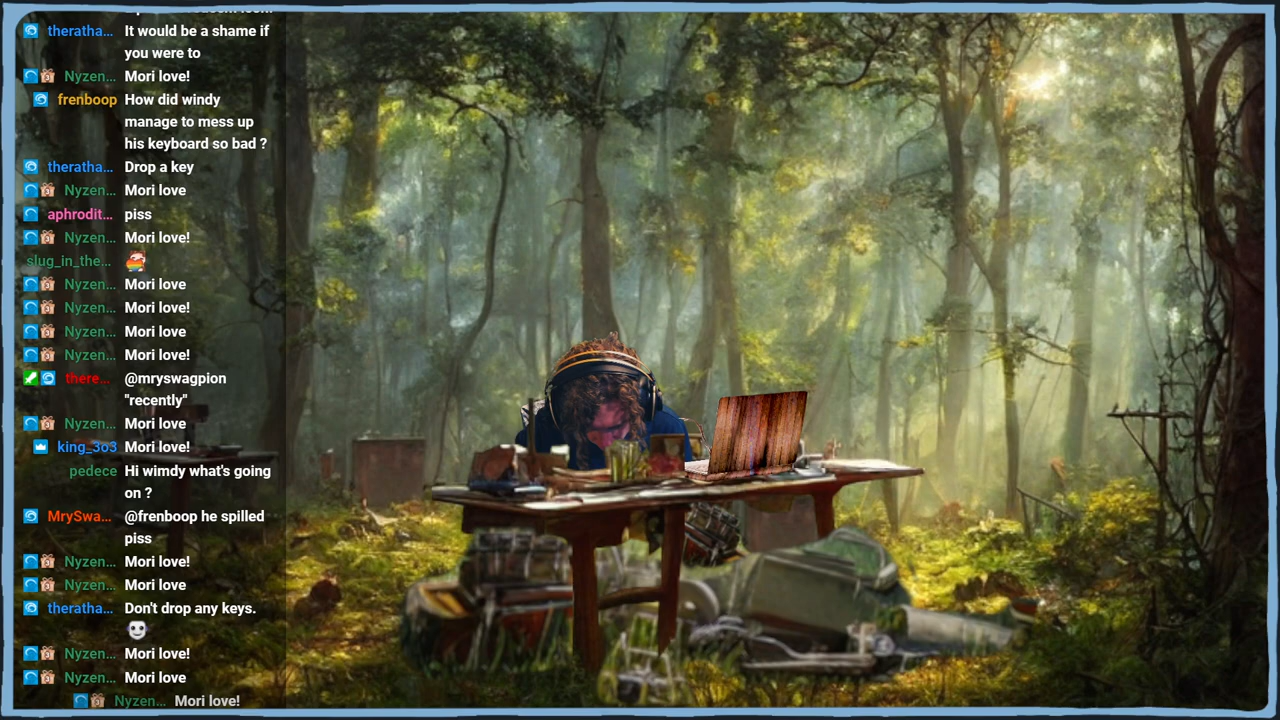 theratha... It would be a shame if
you were to
Nyzen... Mori love!
frenboop How did windy
manage to mess up
his keyboard so bad ?
theratha... Drop a key
Nyzen... Mori love
aphrodit... piss
Nyzen... Mori love!
slug_in_the...
Nyzen... Mori love
Nyzen... Mori love!
Nyzen... Mori love
Nyzen... Mori love!
there... @mryswagpion
"recently"
Nyzen... Mori love
king_3o3 Mori love!
pedece Hi wimdy what's going
on ?
MrySwa... @frenboop he spilled
piss
Nyzen... Mori love!
Nyzen... Mori love
theratha... Don't drop any keys.
Nyzen... Mori love!
Nyzen... Mori love
Nyzen... Mori love!